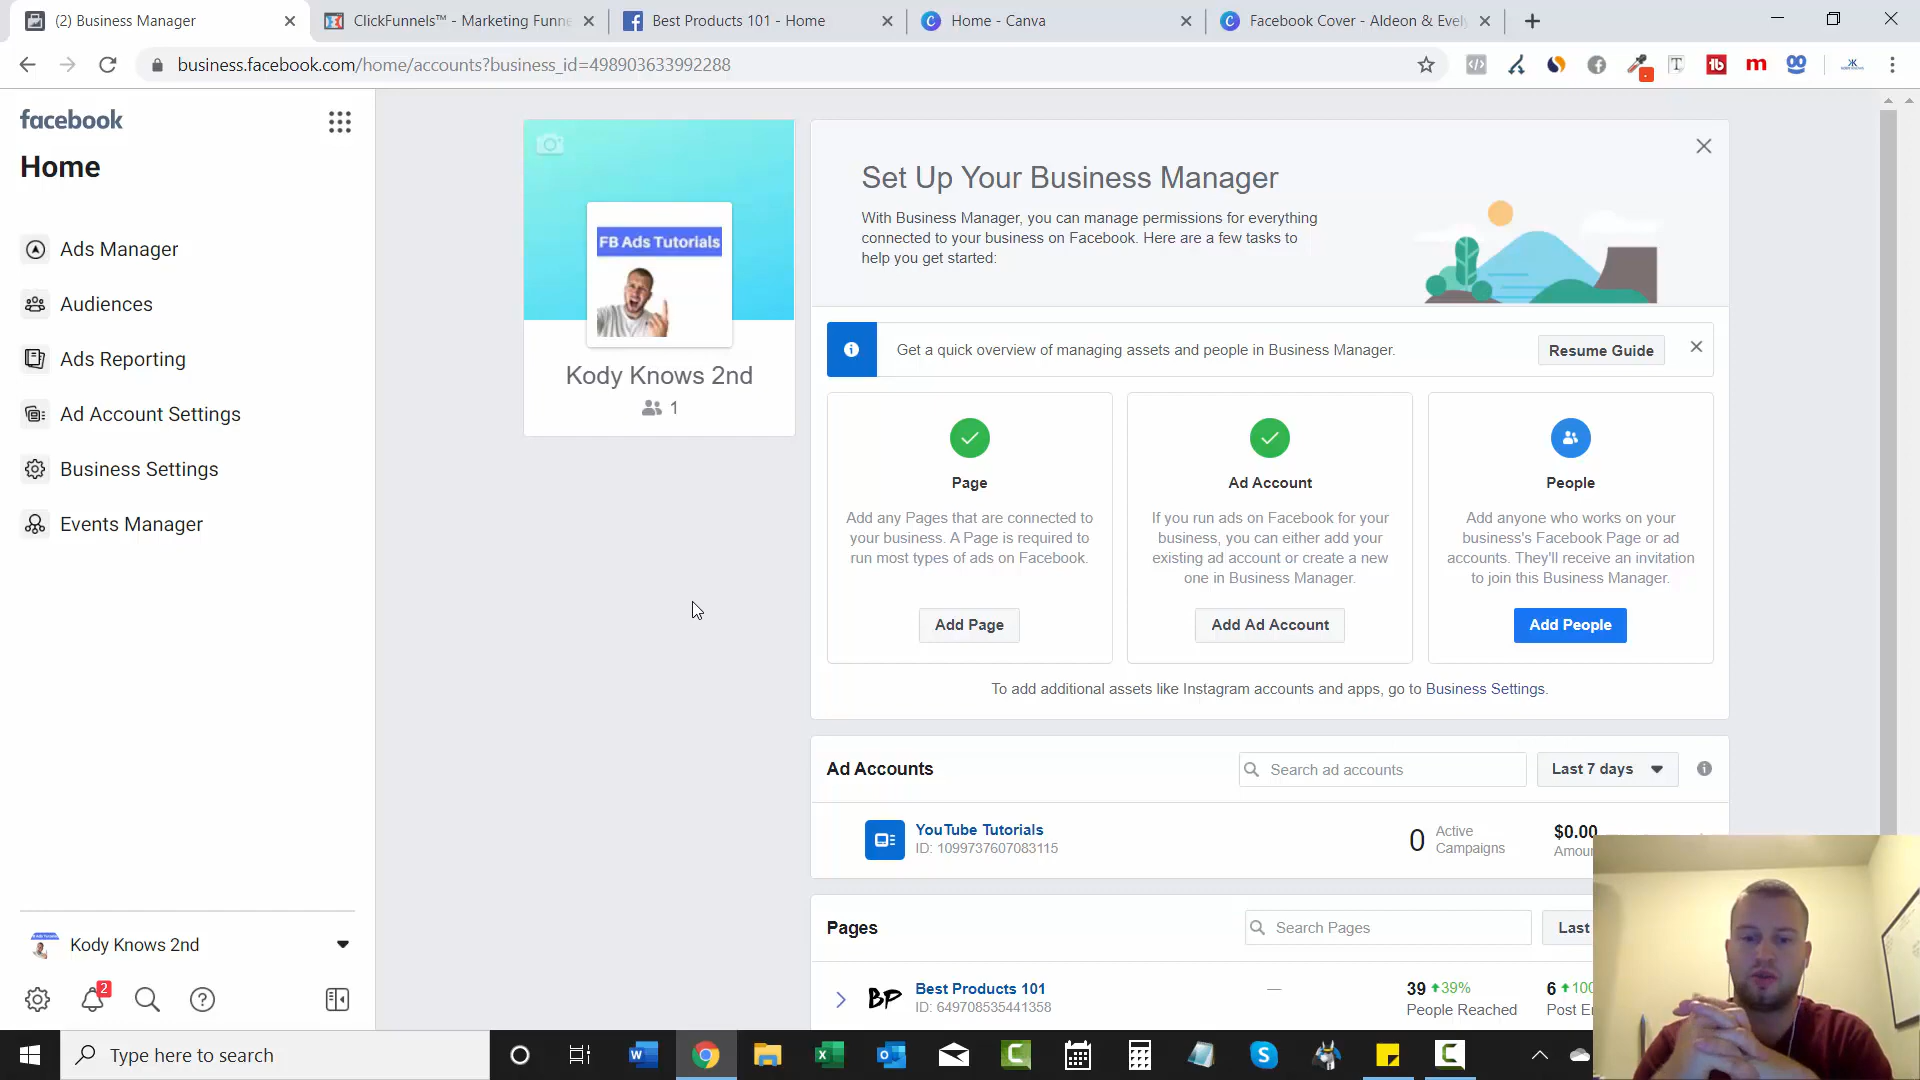 (2) Business Manager
ClickFunnels™ - Marketing Funne
Best Products 101 - Home
Home - Canva
Facebook Cover - Aldeon & Evely
business.facebook.com/home/accounts?business_id=498903633992288
facebook
Home
Ads Manager
Audiences
Ads Reporting
Ad Account Settings
Business Settings
Events Manager
FB Ads Tutorials
Kody Knows 2nd
1
Set Up Your Business Manager
With Business Manager, you can manage permissions for everything
connected to your business on Facebook. Here are a few tasks to
help you get started:
Get a quick overview of managing assets and people in Business Manager.
Resume Guide
Page
Add any Pages that are connected to
your business. A Page is required to
run most types of ads on Facebook.
Add Page
Ad Account
If you run ads on Facebook for your
business, you can either add your
existing ad account or create a new
one in Business Manager.
Add Ad Account
People
Add anyone who works on your
business's Facebook Page or ad
accounts. They'll receive an invitation
to join this Business Manager.
Add People
To add additional assets like Instagram accounts and apps, go to Business Settings.
Ad Accounts
Search ad accounts
Last 7 days
YouTube Tutorials
ID: 1099737607083115
0
Active
Campaigns
$0.00
Amou
Pages
Search Pages
Last
BP
Best Products 101
ID: 649708535441358
—
39 39%
People Reached
6 100
Post E
Kody Knows 2nd
2
Type here to search